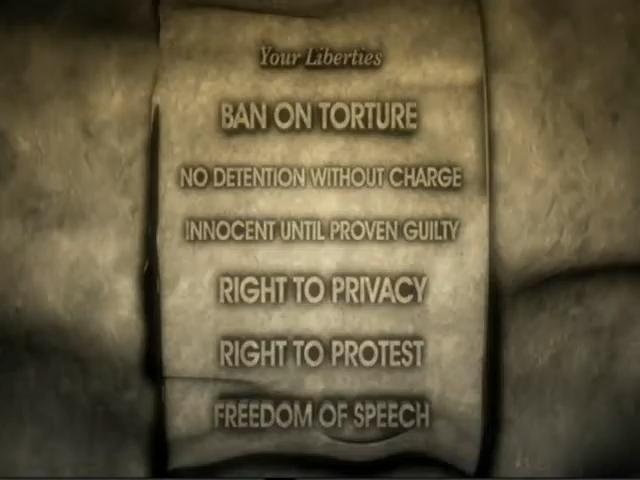 Your Liberties
BAN ON TORTURE
NO DETENTION WITHOUT CHARGE
INNOCENT UNTIL PROVEN GUILTY
RIGHT TO PRIVACY
RIGHT TO PROTEST
FREEDOM OF SPEECH